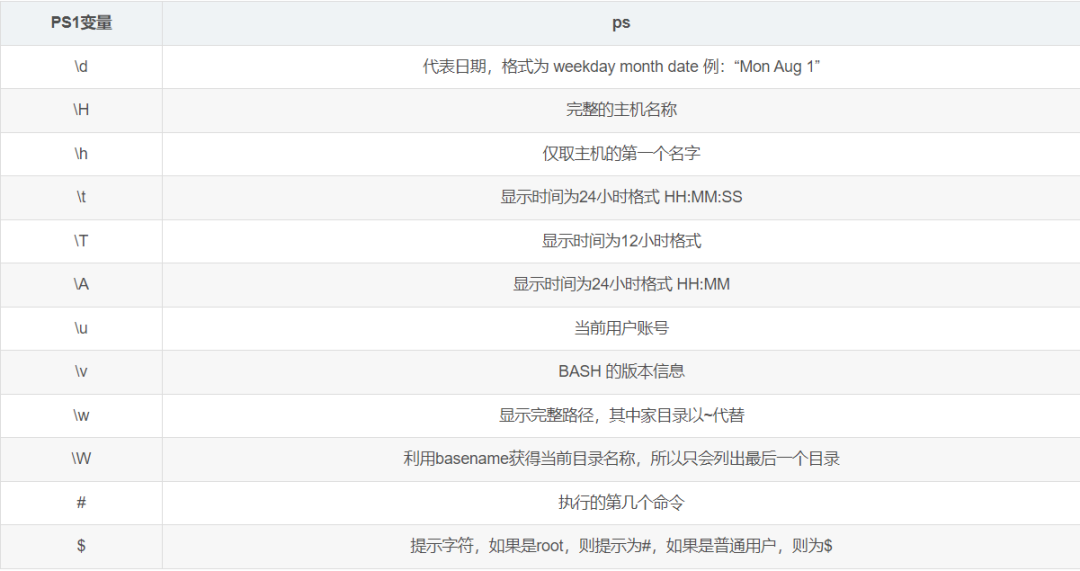 PS1变量 ps
\d 代表日期，格式为 weekday month date 例：“Mon Aug 1”
\H 完整的主机名称
\h 仅取主机的第一个名字
\t 显示时间为24小时格式 HH:MM:SS
\T 显示时间为12小时格式
\A 显示时间为24小时格式 HH:MM
\u 当前用户账号
\v BASH 的版本信息
\w 显示完整路径，其中家目录以~代替
\W 利用basename获得当前目录名称，所以只会列出最后一个目录
# 执行的第几个命令
$ 提示字符，如果是root，则提示为#，如果是普通用户，则为$